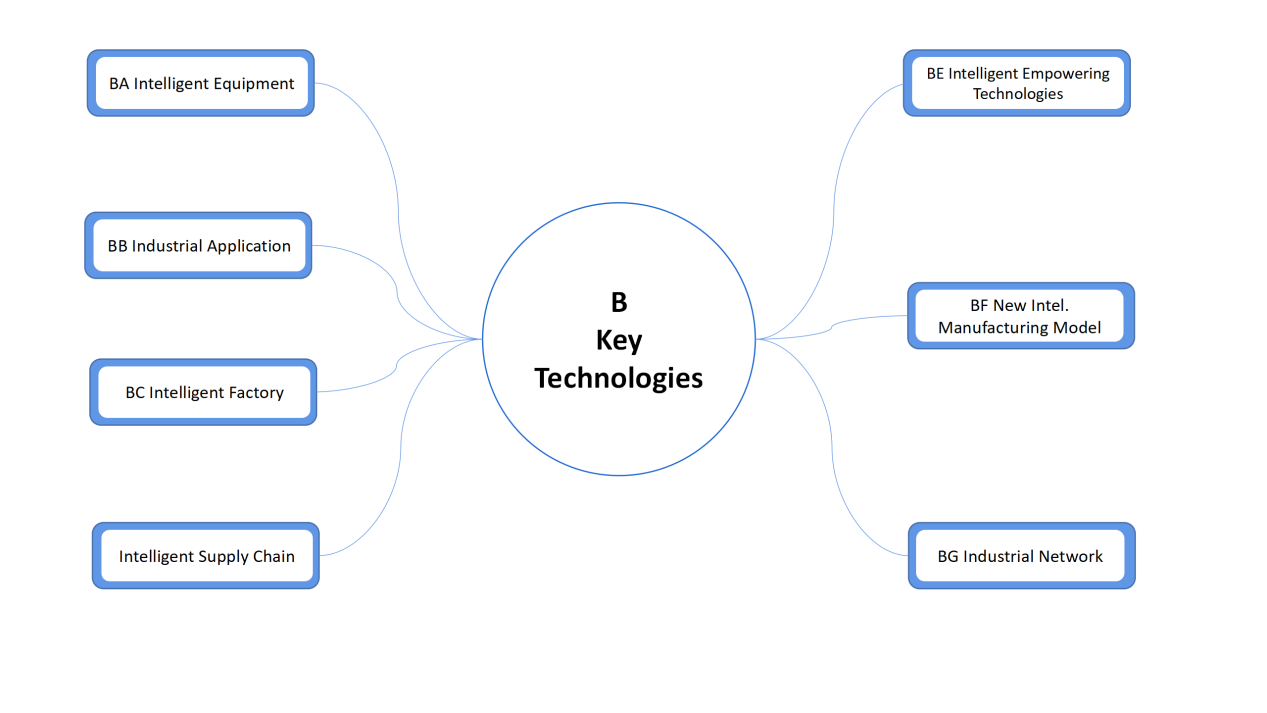 BA Intelligent Equipment
BB Industrial Application
BC Intelligent Factory
Intelligent Supply Chain
B
Key
Technologies
BE Intelligent Empowering
Technologies
BF New Intel.
Manufacturing Model
BG Industrial Network